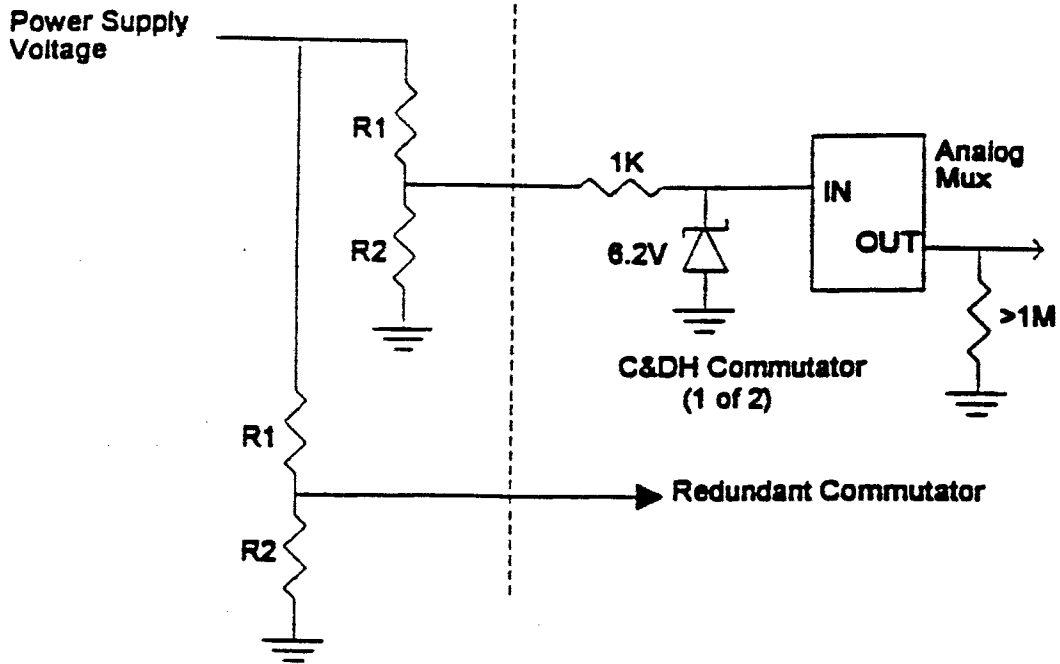 Power Supply
Voltage
R1
R2
1K
6.2V
IN
OUT
Analog
Mux
>1M
C&DH Commutator
(1 of 2)
R1
Redundant Commutator
R2